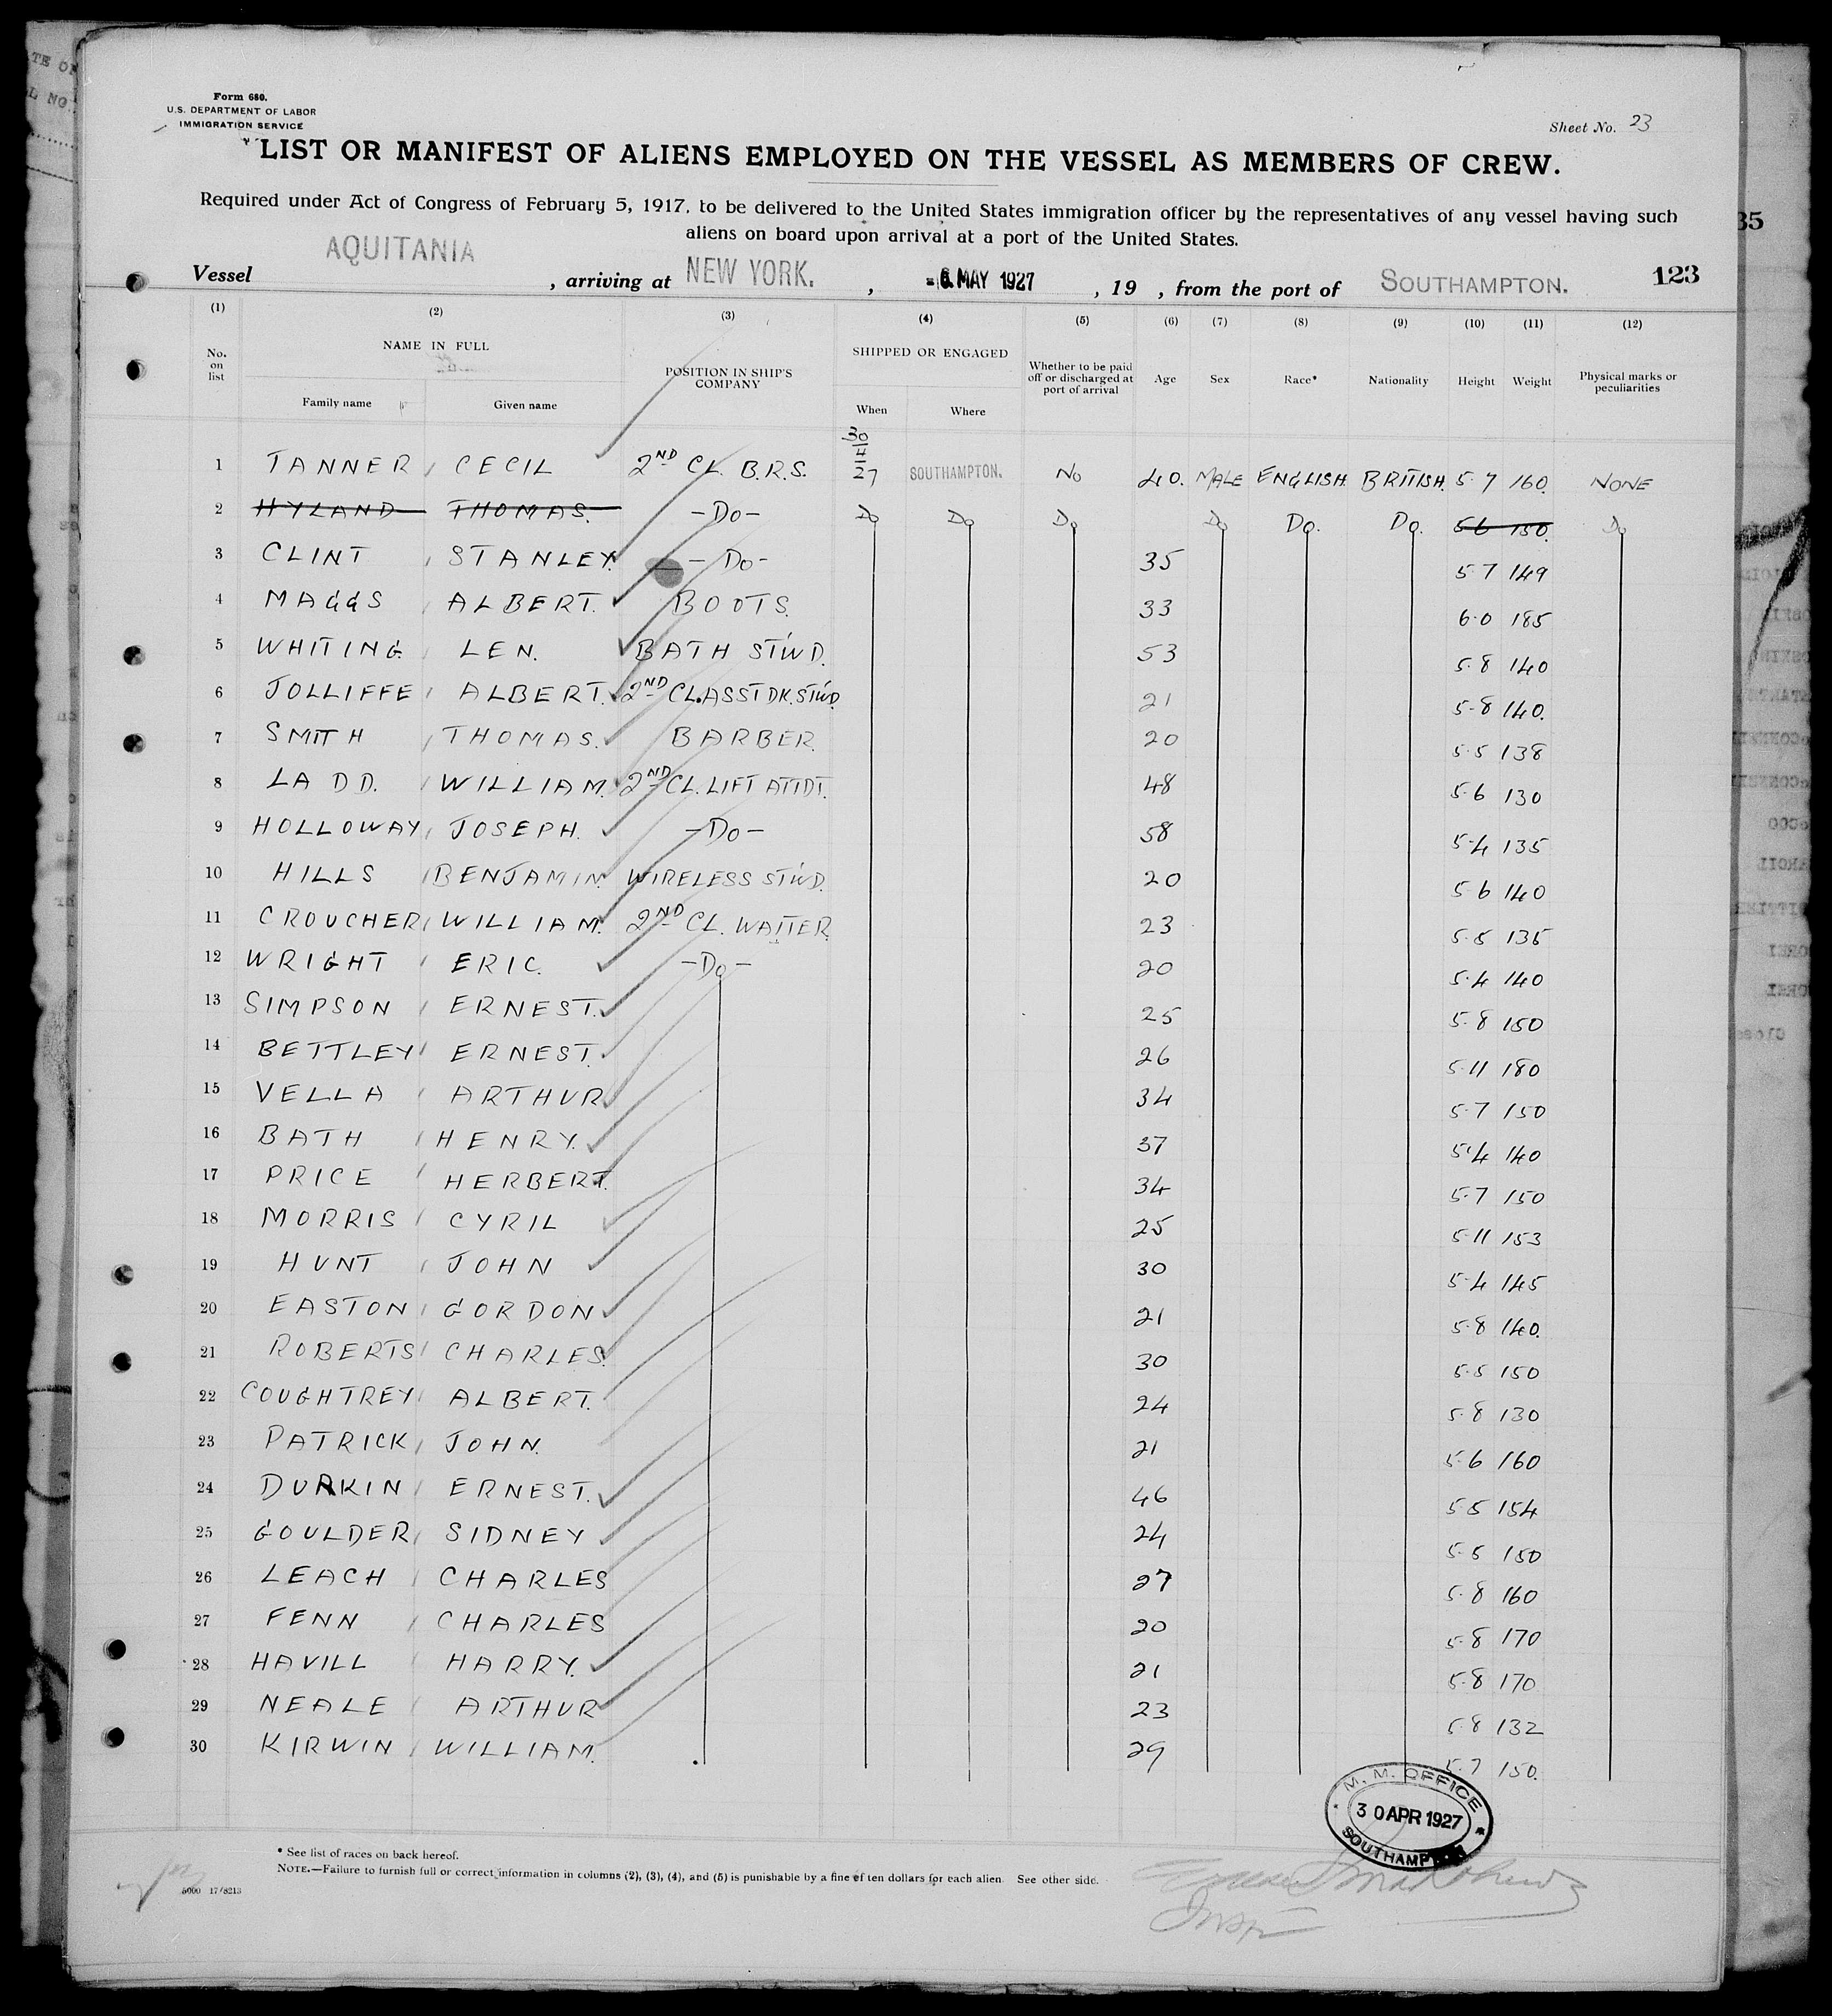 Form 680.
U.S. DEPARTMENT OF LABOR
IMMIGRATION SERVICE
Sheet No. 23
LIST OR MANIFEST OF ALIENS EMPLOYED ON THE VESSEL AS MEMBERS OF CREW.
Required under Act of Congress of February 5, 1917, to be delivered to the United States immigration officer by the representatives of any vessel having such
aliens on board upon arrival at a port of the United States.
Vessel AQUITANIA , arriving at NEW YORK. , -6 MAY 1927 , 19 , from the port of SOUTHAMPTON. 123
(1) (2) (3) (4) (5) (6) (7) (8) (9) (10) (11) (12)
No. on list NAME IN FULL POSITION IN SHIP'S COMPANY SHIPPED OR ENGAGED Whether to be paid off or discharged at port of arrival Age Sex Race* Nationality Height Weight Physical marks or peculiarities
Family name Given name When Where
1 TANNER, CECIL 2ND CL. B.R.S. 30/4/27 SOUTHAMPTON. No 40. MALE ENGLISH. BRITISH. 5·7 160. NONE
2 HYLAND THOMAS. -Do- Do Do Do Do Do. Do. 5·6 150. Do
3 CLINT, STANLEY. -Do- 35 5·7 149
4 MAGGS, ALBERT. BOOTS. 33 6·0 185
5 WHITING, LEN. BATH STWD. 53 5·8 140
6 JOLLIFFE, ALBERT. 2ND CLASS T DK. STWD. 21 5·8 140.
7 SMITH, THOMAS. BARBER. 20 5·5 138
8 LADD. WILLIAM. 2ND CL. LIFT ATTDT. 48 5·6 130
9 HOLLOWAY, JOSEPH. -Do- 58 5·4 135
10 HILLS, BENJAMIN. WIRELESS STWD. 20 5·6 140
11 CROUCHER, WILLIAM. 2ND CL. WAITER. 23 5·5 135
12 WRIGHT, ERIC. -Do- 20 5·4 140
13 SIMPSON, ERNEST. 25 5·8 150
14 BETTLEY, ERNEST. 26 5·11 180
15 VELLA, ARTHUR 34 5·7 150
16 BATH, HENRY. 37 5·4 140
17 PRICE, HERBERT. 34 5·7 150
18 MORRIS, CYRIL 25 5·11 153
19 HUNT, JOHN 30 5·4 145
20 EASTON, GORDON 21 5·8 140.
21 ROBERTS, CHARLES. 30 5·5 150
22 COUGHTREY, ALBERT. 24 5·8 130
23 PATRICK, JOHN. 21 5·6 160
24 DURKIN, ERNEST. 46 5·5 154
25 GOULDER, SIDNEY 24 5·5 150
26 LEACH, CHARLES 27 5·8 160
27 FENN, CHARLES 20 5·8 170
28 HAVILL HARRY. 21 5·8 170
29 NEALE, ARTHUR 23 5·8 132
30 KIRWIN, WILLIAM. 29 5·7 150.
M. M. OFFICE
30 APR 1927
SOUTHAMPTON
* See list of races on back hereof.
NOTE.—Failure to furnish full or correct information in columns (2), (3), (4), and (5) is punishable by a fine of ten dollars for each alien. See other side.
5000 17/8213